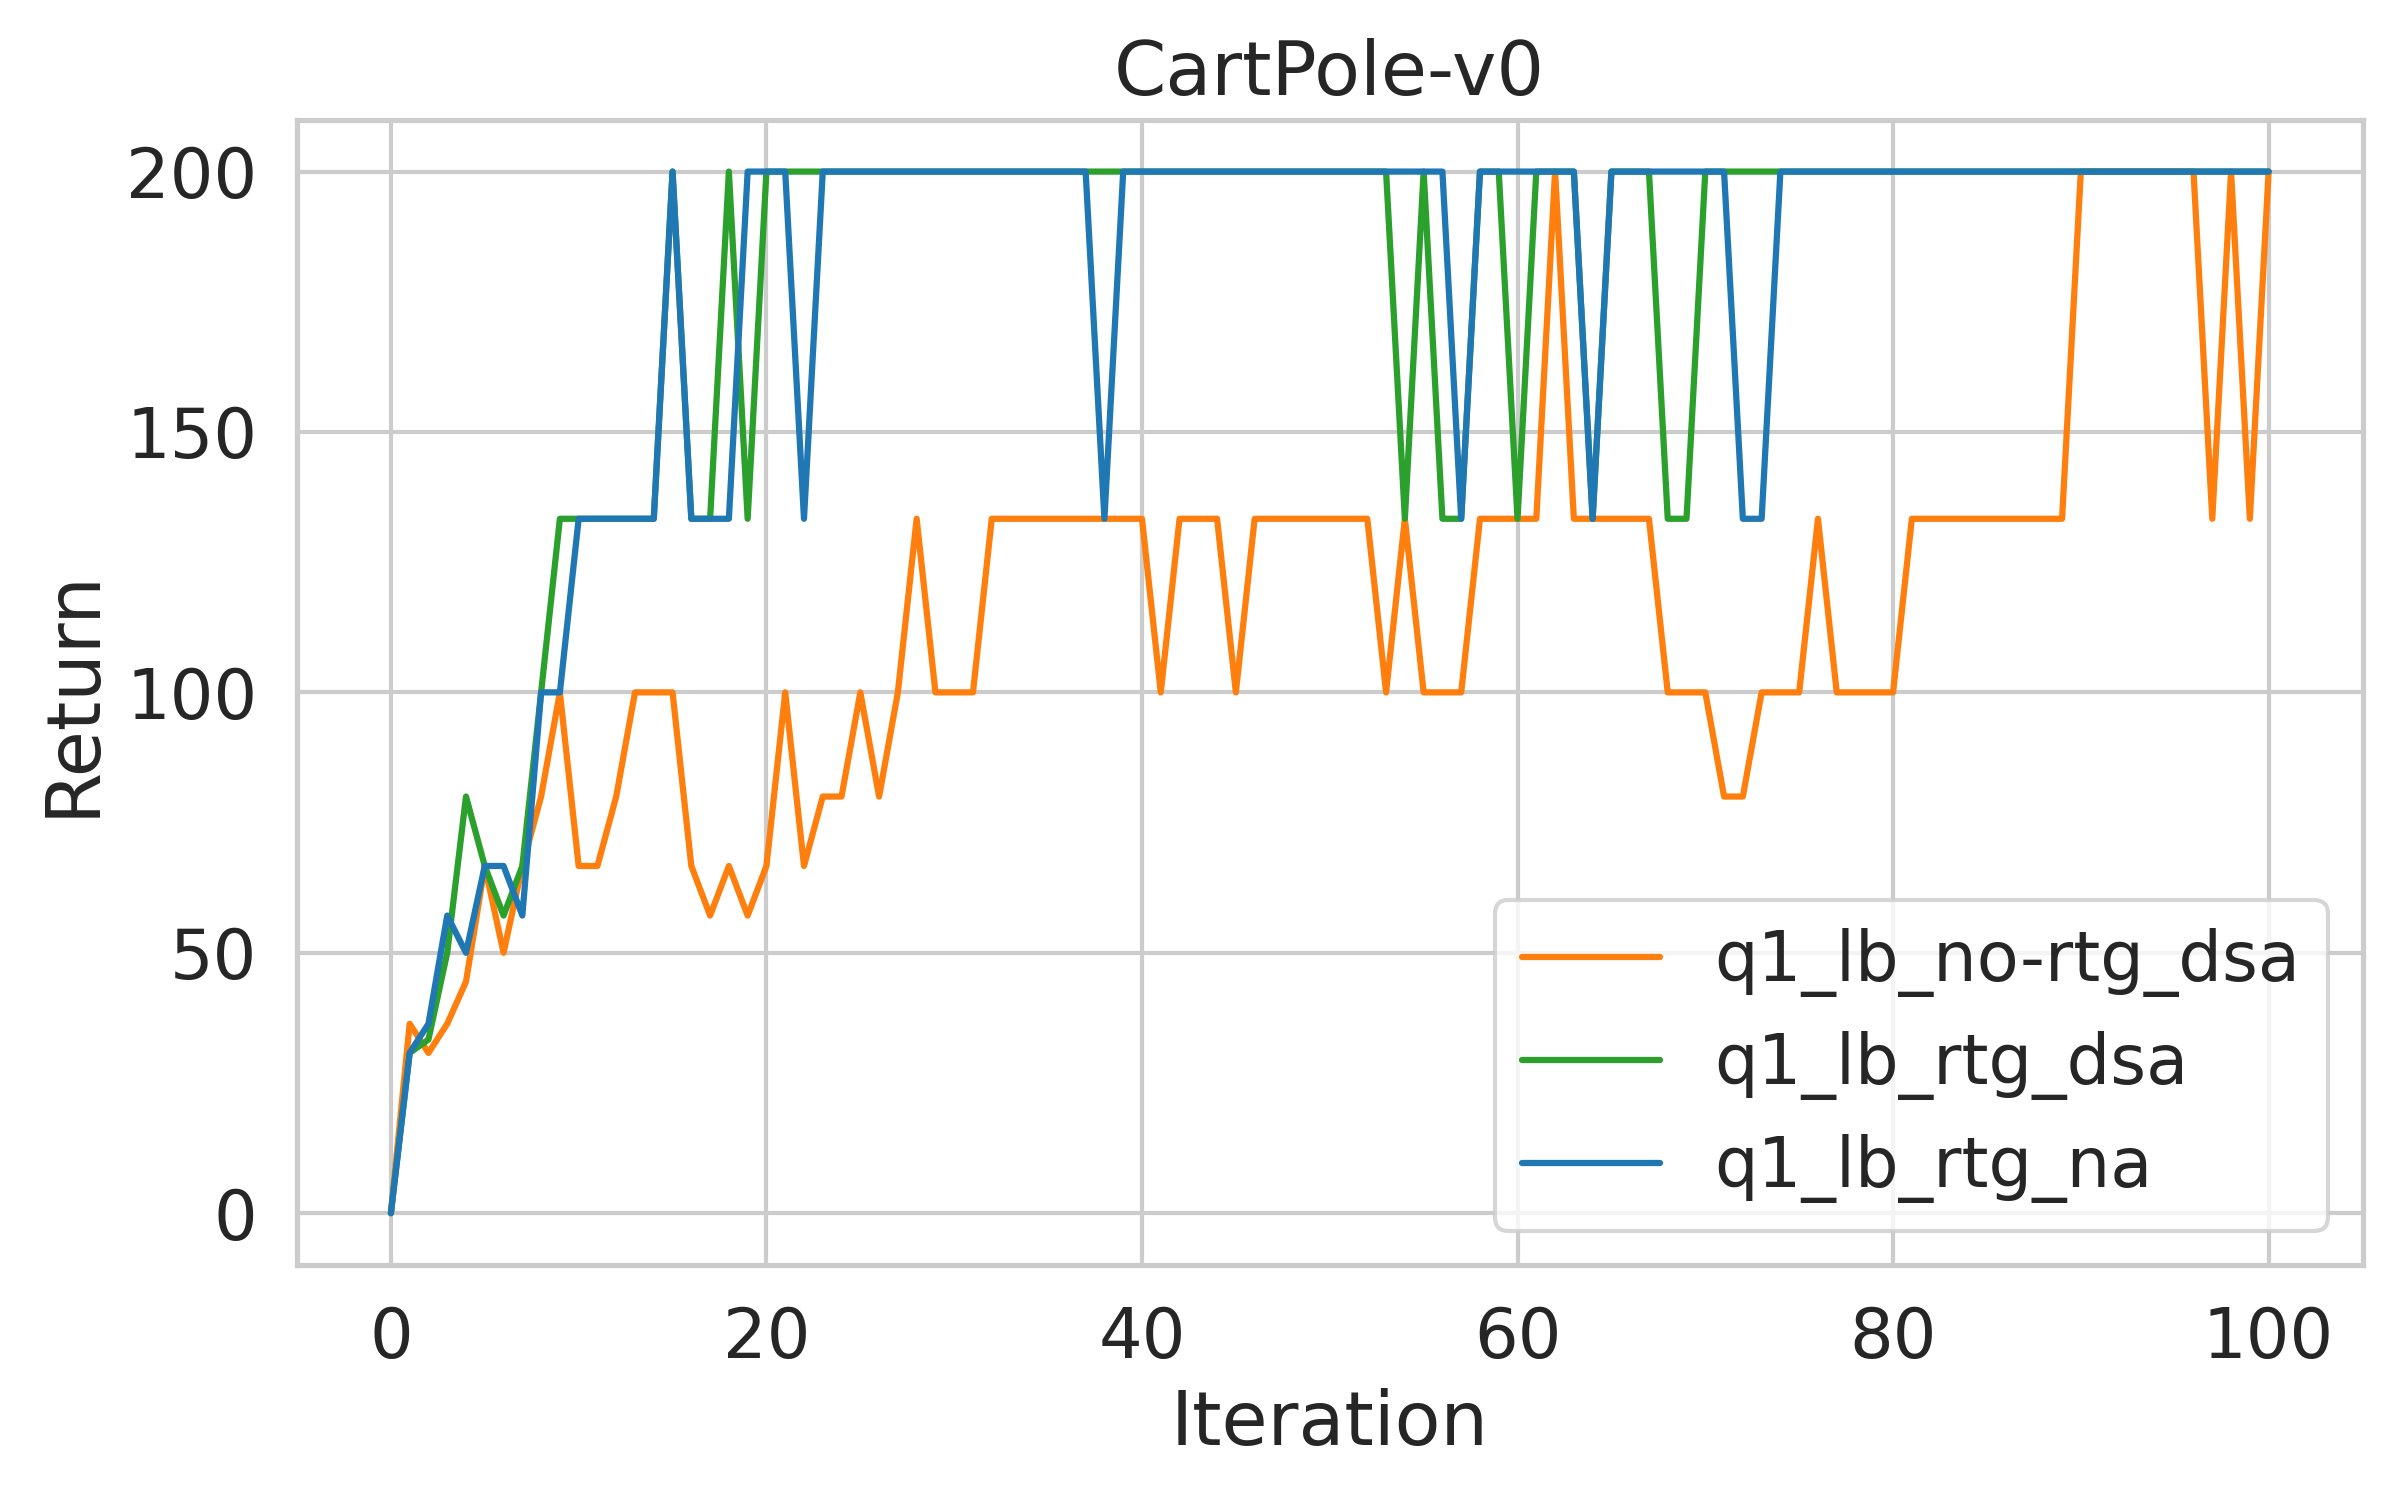 CartPole-v0
200
150
100
50
0
Return
0 20 40 60 80 100
Iteration
q1_lb_no-rtg_dsa
q1_lb_rtg_dsa
q1_lb_rtg_na